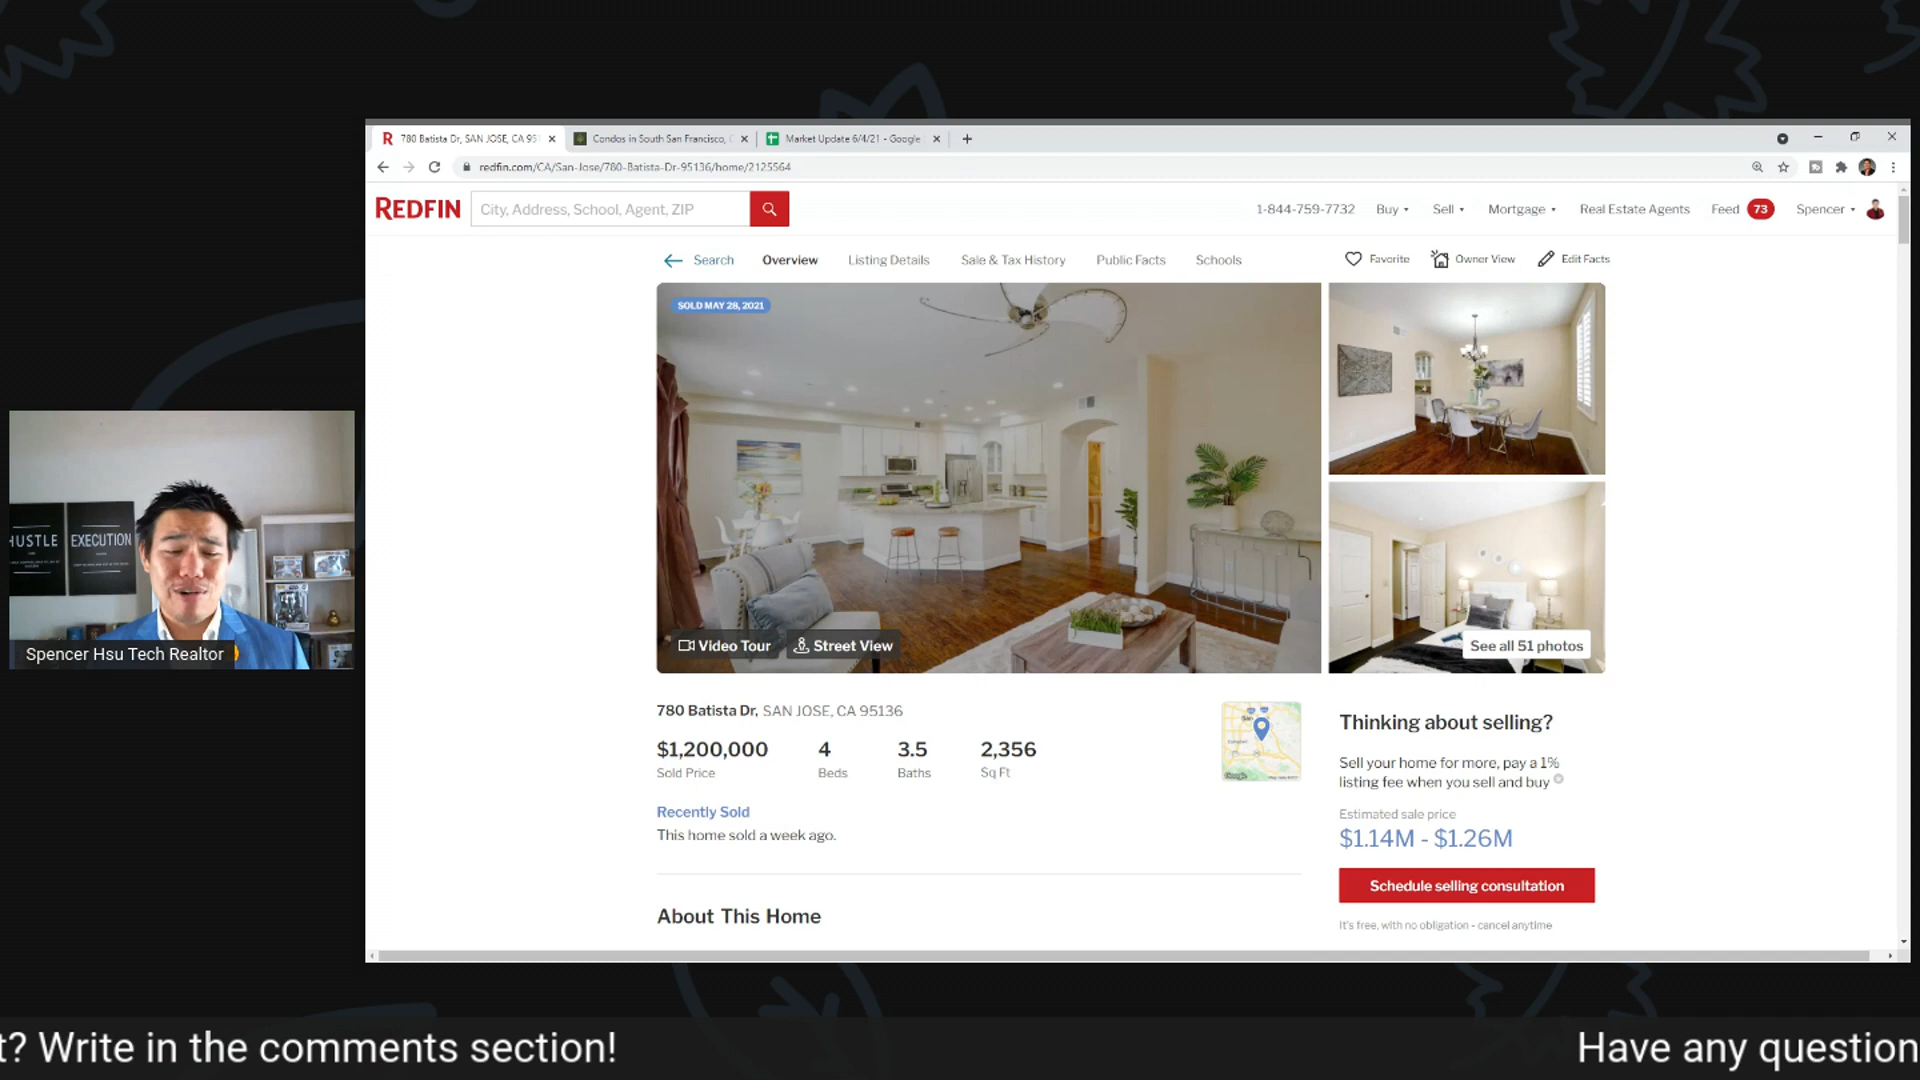 780 Batista Dr, SAN JOSE, CA 951
Condos in South San Francisco, C
Market Update 6/4/21 - Google
redfin.com/CA/San-Jose/780-Batista-Dr-95136/home/2125564
REDFIN
City, Address, School, Agent, ZIP
1-844-759-7732
Buy
Sell
Mortgage
Real Estate Agents
Feed
73
Spencer
Search
Overview
Listing Details
Sale & Tax History
Public Facts
Schools
Favorite
Owner View
Edit Facts
SOLD MAY 28, 2021
Video Tour
Street View
See all 51 photos
HUSTLE
EXECUTION
Spencer Hsu Tech Realtor
780 Batista Dr, SAN JOSE, CA 95136
$1,200,000
Sold Price
4
Beds
3.5
Baths
2,356
Sq Ft
Recently Sold
This home sold a week ago.
About This Home
Thinking about selling?
Sell your home for more, pay a 1%
listing fee when you sell and buy
Estimated sale price
$1.14M - $1.26M
Schedule selling consultation
It's free, with no obligation - cancel anytime
t? Write in the comments section!
Have any question